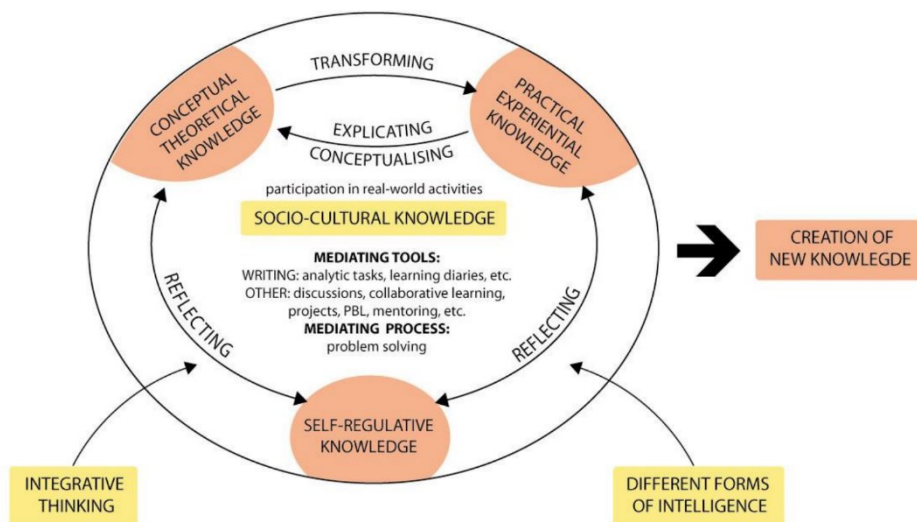 TRANSFORMING
CONCEPTUAL
THEORETICAL
KNOWLEDGE
PRACTICAL
EXPERIENTIAL
KNOWLEDGE
EXPLICATING
CONCEPTUALISING
participation in real-world activities
SOCIO-CULTURAL KNOWLEDGE
MEDIATING TOOLS:
WRITING: analytic tasks, learning diaries, etc.
OTHER: discussions, collaborative learning,
projects, PBL, mentoring, etc.
MEDIATING PROCESS:
problem solving
REFLECTING
REFLECTING
CREATION OF
NEW KNOWLEGDE
SELF-REGULATIVE
KNOWLEDGE
INTEGRATIVE
THINKING
DIFFERENT FORMS
OF INTELLIGENCE